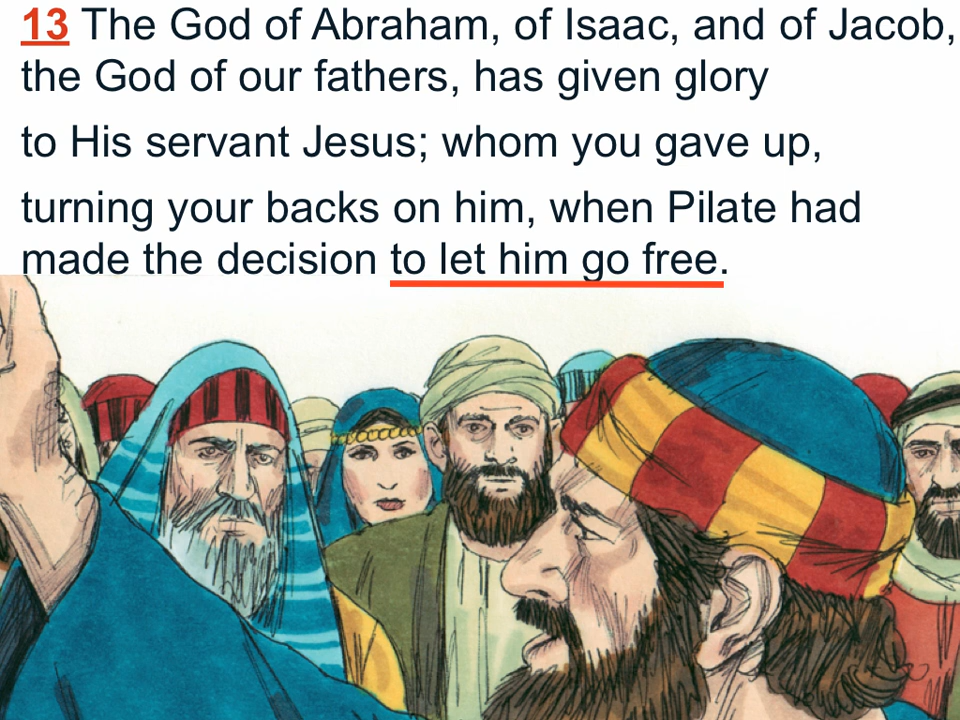 13 The God of Abraham, of Isaac, and of Jacob,
the God of our fathers, has given glory
to His servant Jesus; whom you gave up,
turning your backs on him, when Pilate had
made the decision to let him go free.